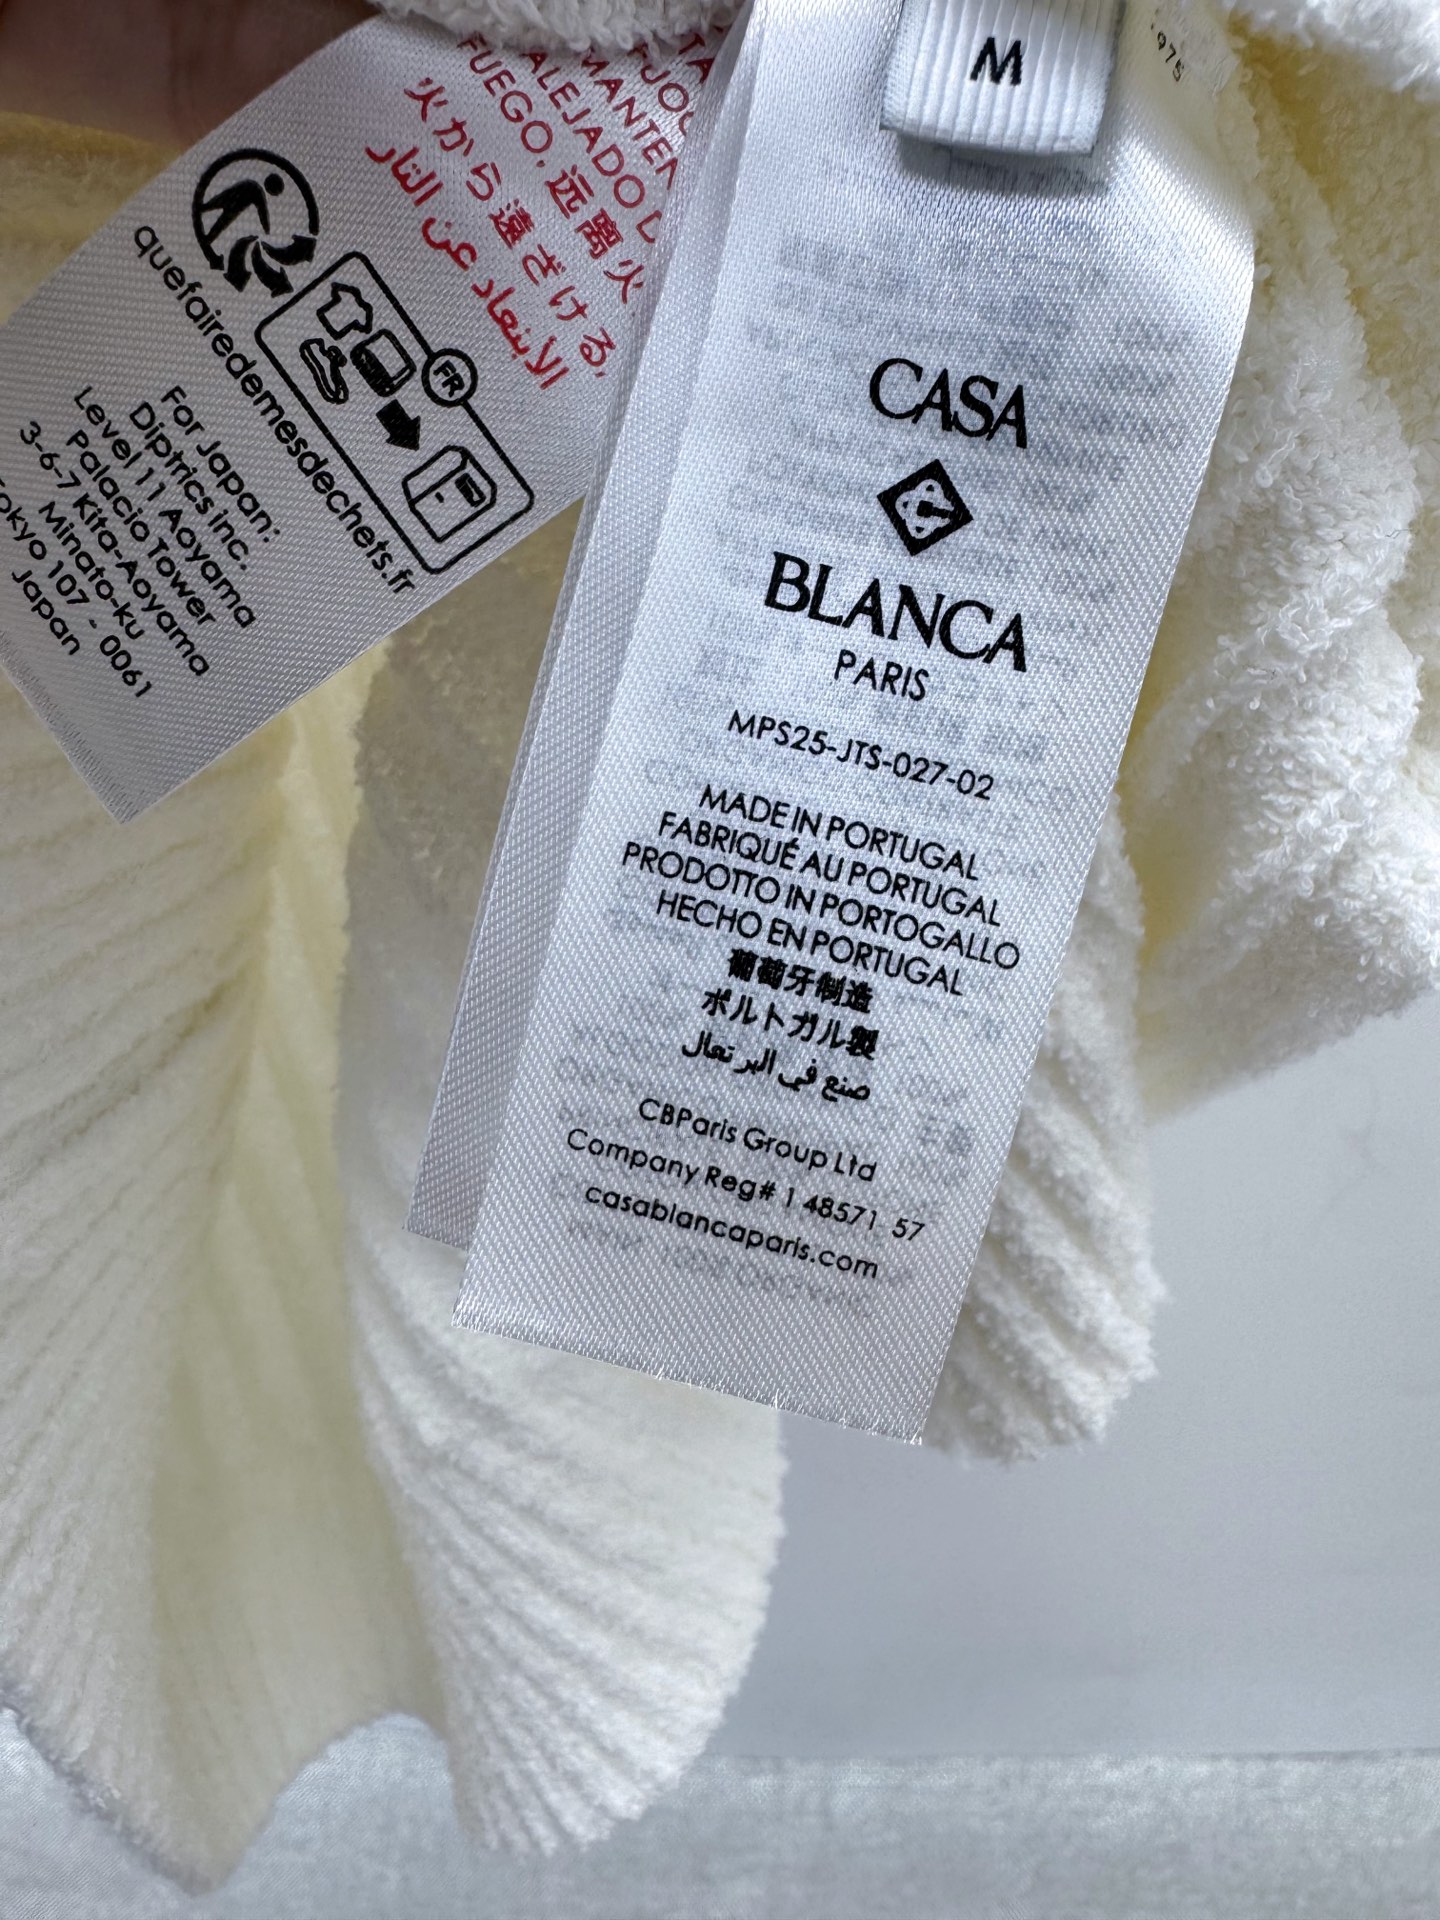 M
CASA
BLANCA
PARIS
MPS25-JTS-027-02
MADE IN PORTUGAL
FABRIQUÉ AU PORTUGAL
PRODOTTO IN PORTOGALLO
HECHO EN PORTUGAL
葡萄牙制造
ポルトガル製
صنع في البرتغال
CBParis Group Ltd
Company Reg# 1 48571 57
casablancaparis.com
MANTEN
ALEJADO D
FUEGO, 远离火
火から遠ざける,
الابتعاد عن النار
FR
quefairedemesdechets.fr
For Japan:
Diptrics inc.
Level 11 Aoyama
Palacio Tower
3-6-7 Kita-Aoyama
Minato-ku
Tokyo 107 - 0061
Japan